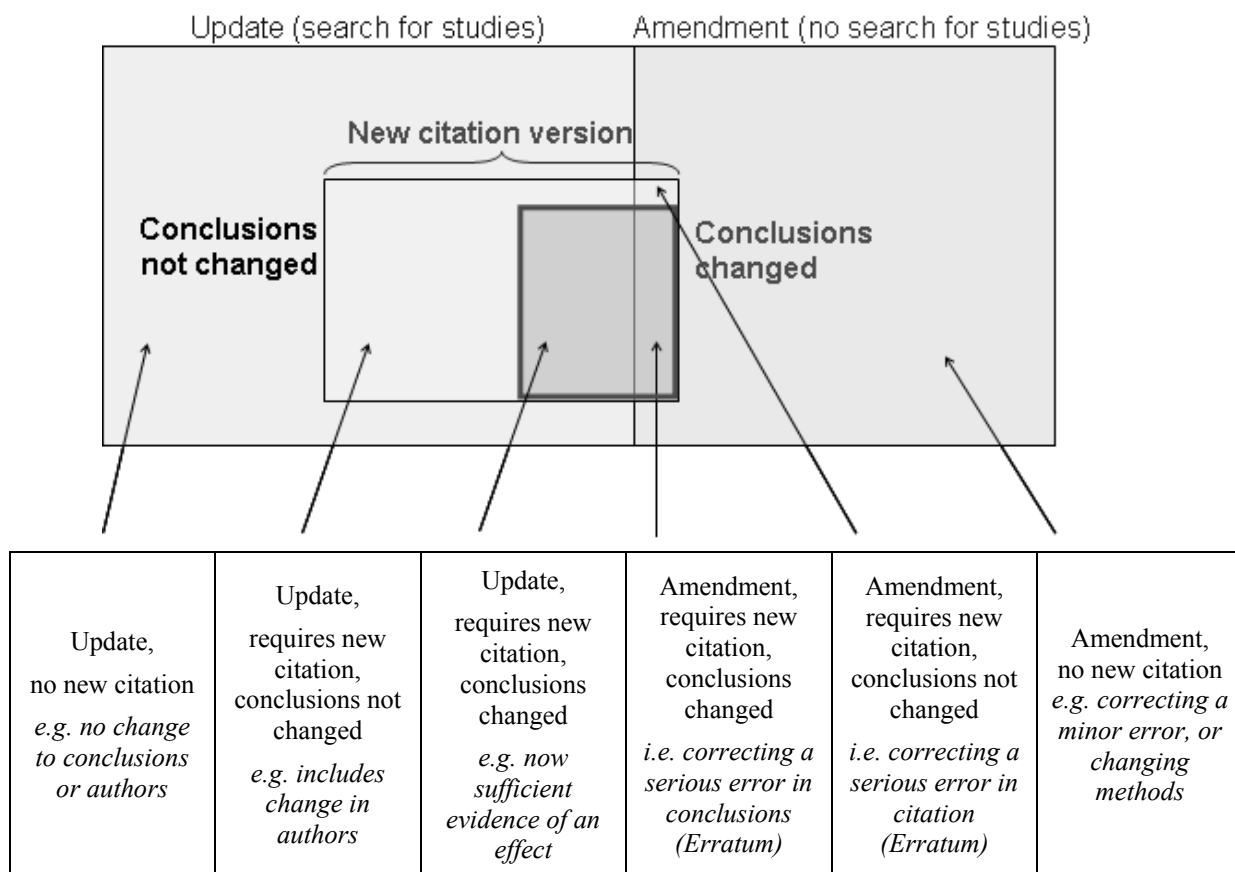 Update (search for studies)
Amendment (no search for studies)
New citation version
Conclusions
not changed
Conclusions
changed
Update,
no new citation
e.g. no change
to conclusions
or authors
Update,
requires new
citation,
conclusions not
changed
e.g. includes
change in
authors
Update,
requires new
citation,
conclusions
changed
e.g. now
sufficient
evidence of an
effect
Amendment,
requires new
citation,
conclusions
changed
i.e. correcting a
serious error in
conclusions
(Erratum)
Amendment,
requires new
citation,
conclusions not
changed
i.e. correcting a
serious error in
citation
(Erratum)
Amendment,
no new citation
e.g. correcting a
minor error, or
changing
methods